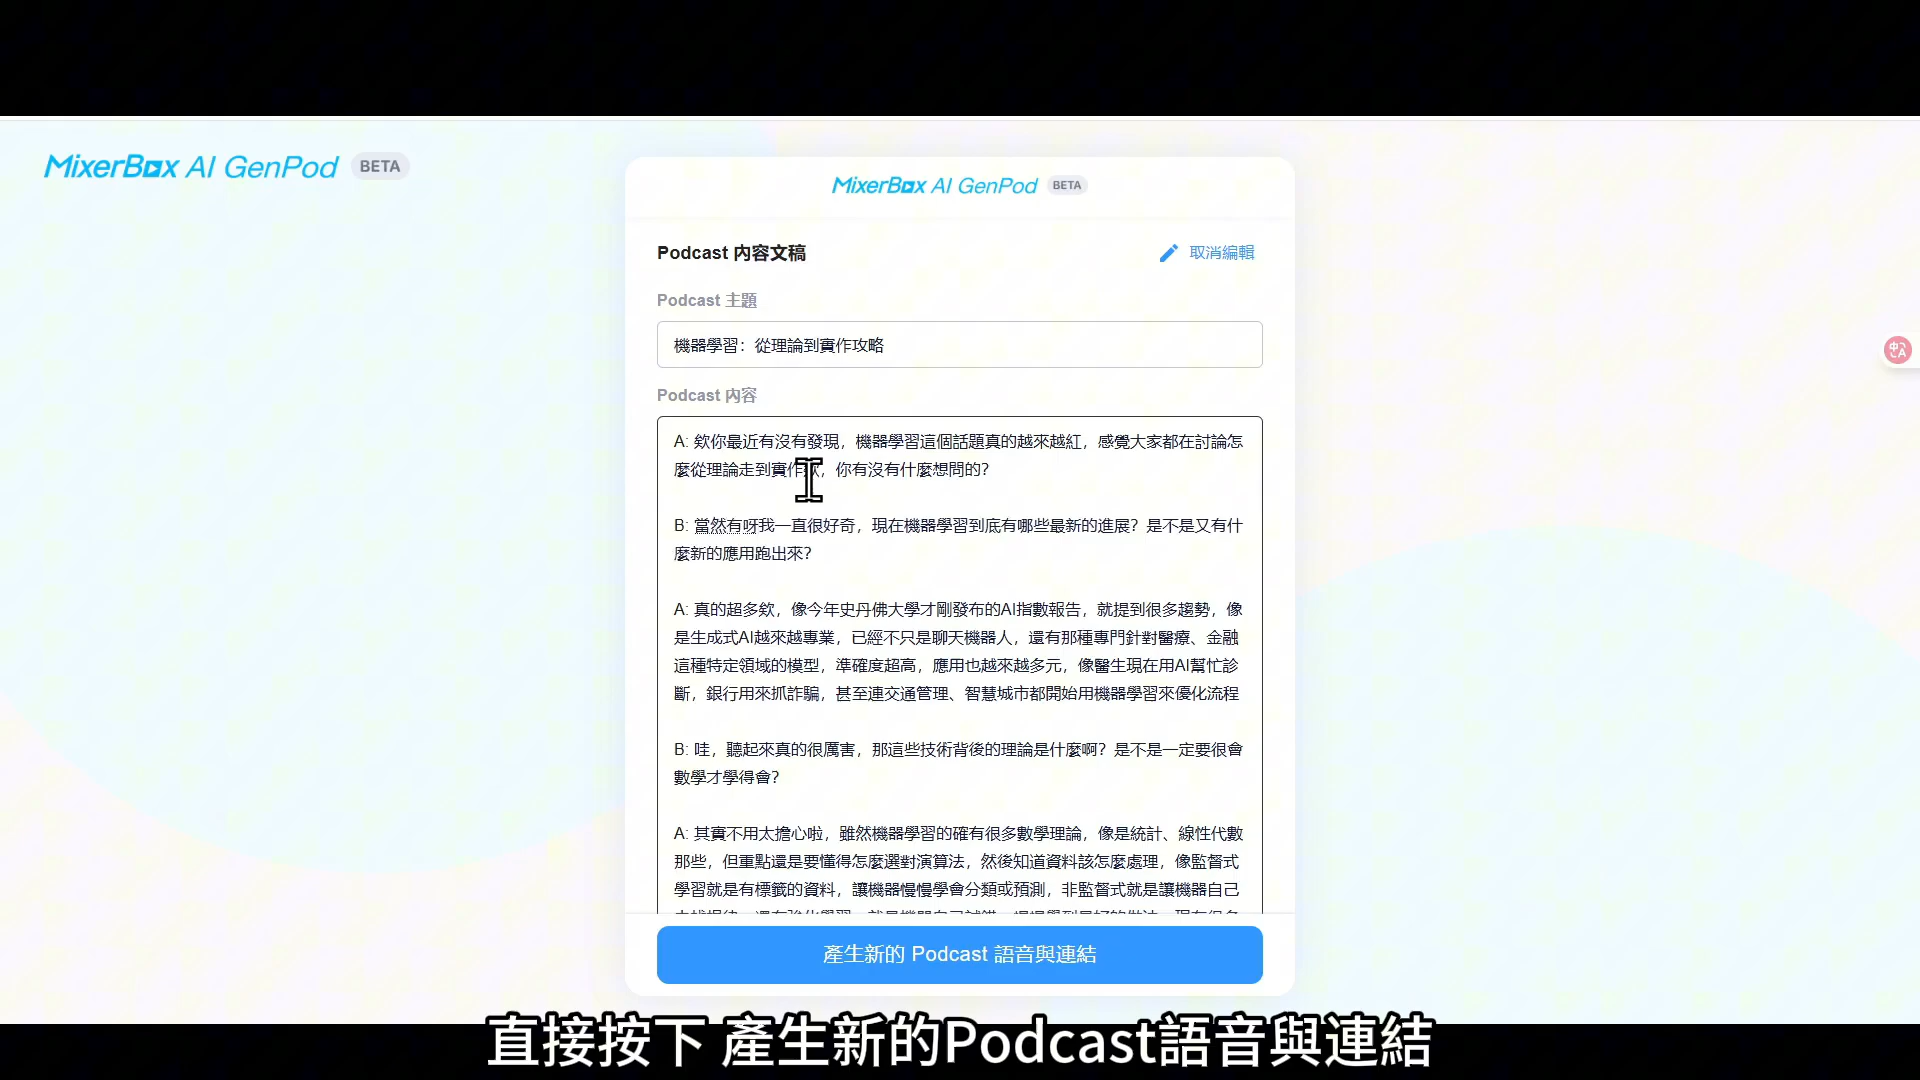 MixerBox AI GenPod BETA
MixerBox AI GenPod BETA
Podcast 內容文稿
取消編輯
Podcast 主題
機器學習：從理論到實作攻略
Podcast 內容
A: 欸你最近有沒有發現，機器學習這個話題真的越來越紅，感覺大家都在討論怎
麼從理論走到實作欸，你有沒有什麼想問的？
B: 當然有呀我一直很好奇，現在機器學習到底有哪些最新的進展？是不是又有什
麼新的應用跑出來？
A: 真的超多欸，像今年史丹佛大學才剛發布的AI指數報告，就提到很多趨勢，像
是生成式AI越來越專業，已經不只是聊天機器人，還有那種專門針對醫療、金融
這種特定領域的模型，準確度超高，應用也越來越多元，像醫生現在用AI幫忙診
斷，銀行用來抓詐騙，甚至連交通管理、智慧城市都開始用機器學習來優化流程
B: 哇，聽起來真的很厲害，那這些技術背後的理論是什麼啊？是不是一定要很會
數學才學得會？
A: 其實不用太擔心啦，雖然機器學習的確有很多數學理論，像是統計、線性代數
那些，但重點還是要懂得怎麼選對演算法，然後知道資料該怎麼處理，像監督式
學習就是有標籤的資料，讓機器慢慢學會分類或預測，非監督式就是讓機器自己
產生新的 Podcast 語音與連結
直接按下 產生新的Podcast語音與連結